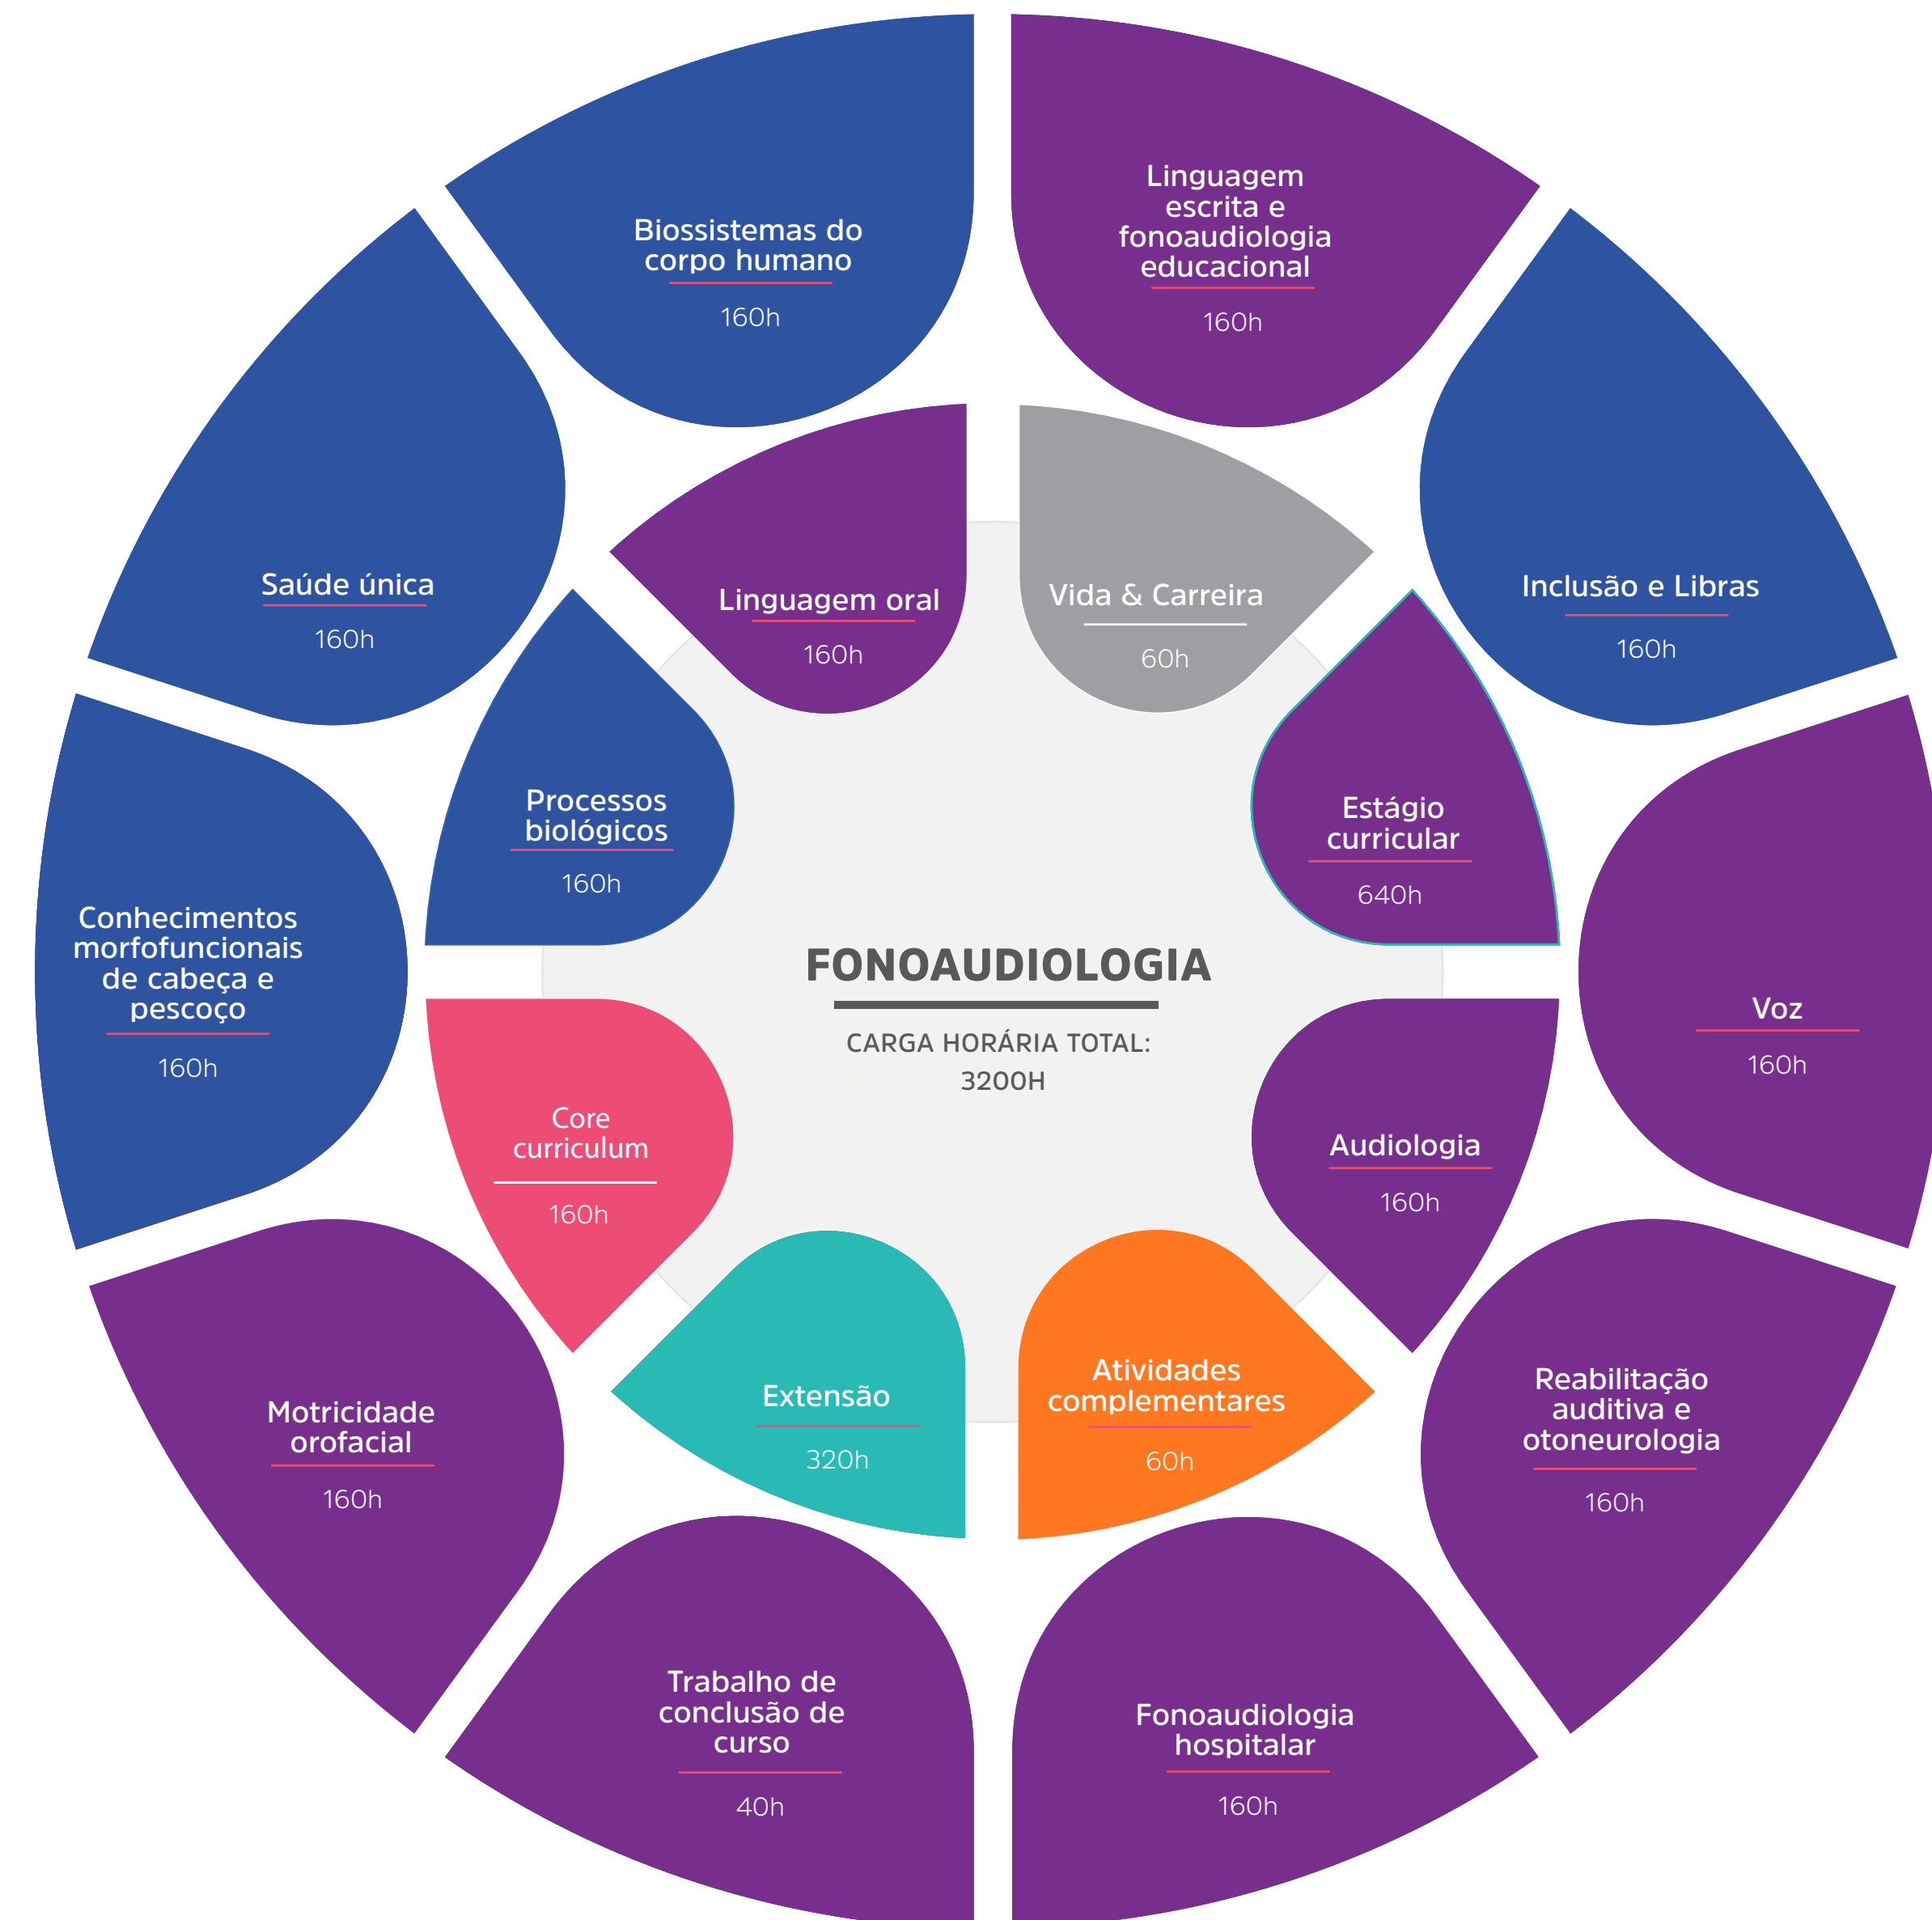 Linguagem
escrita e
fonoaudiologia
educacional
160h
Biossistemas do
corpo humano
160h
Saúde única
160h
Linguagem oral
160h
Vida & Carreira
60h
Inclusão e Libras
160h
Processos
biológicos
160h
Estágio
curricular
640h
Conhecimentos
morfofuncionais
de cabeça e
pescoço
160h
FONOAUDIOLOGIA
CARGA HORÁRIA TOTAL:
3200H
Voz
160h
Core
curriculum
160h
Audiologia
160h
Extensão
320h
Atividades
complementares
60h
Motricidade
orofacial
160h
Reabilitação
auditiva e
otoneurologia
160h
Trabalho de
conclusão de
curso
40h
Fonoaudiologia
hospitalar
160h